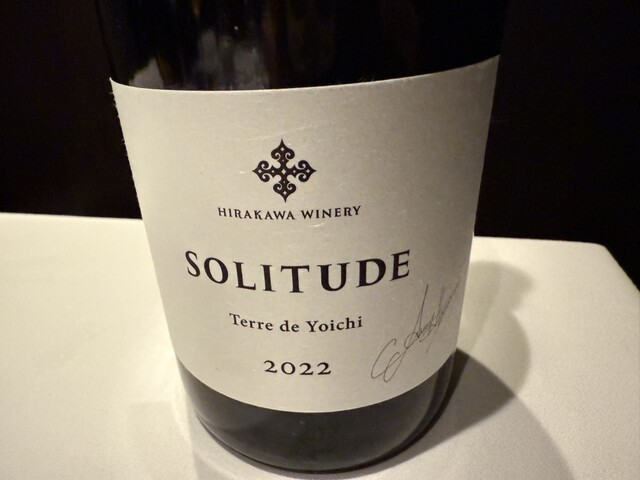 HIRAKAWA WINERY
SOLITUDE
Terre de Yoichi
2022